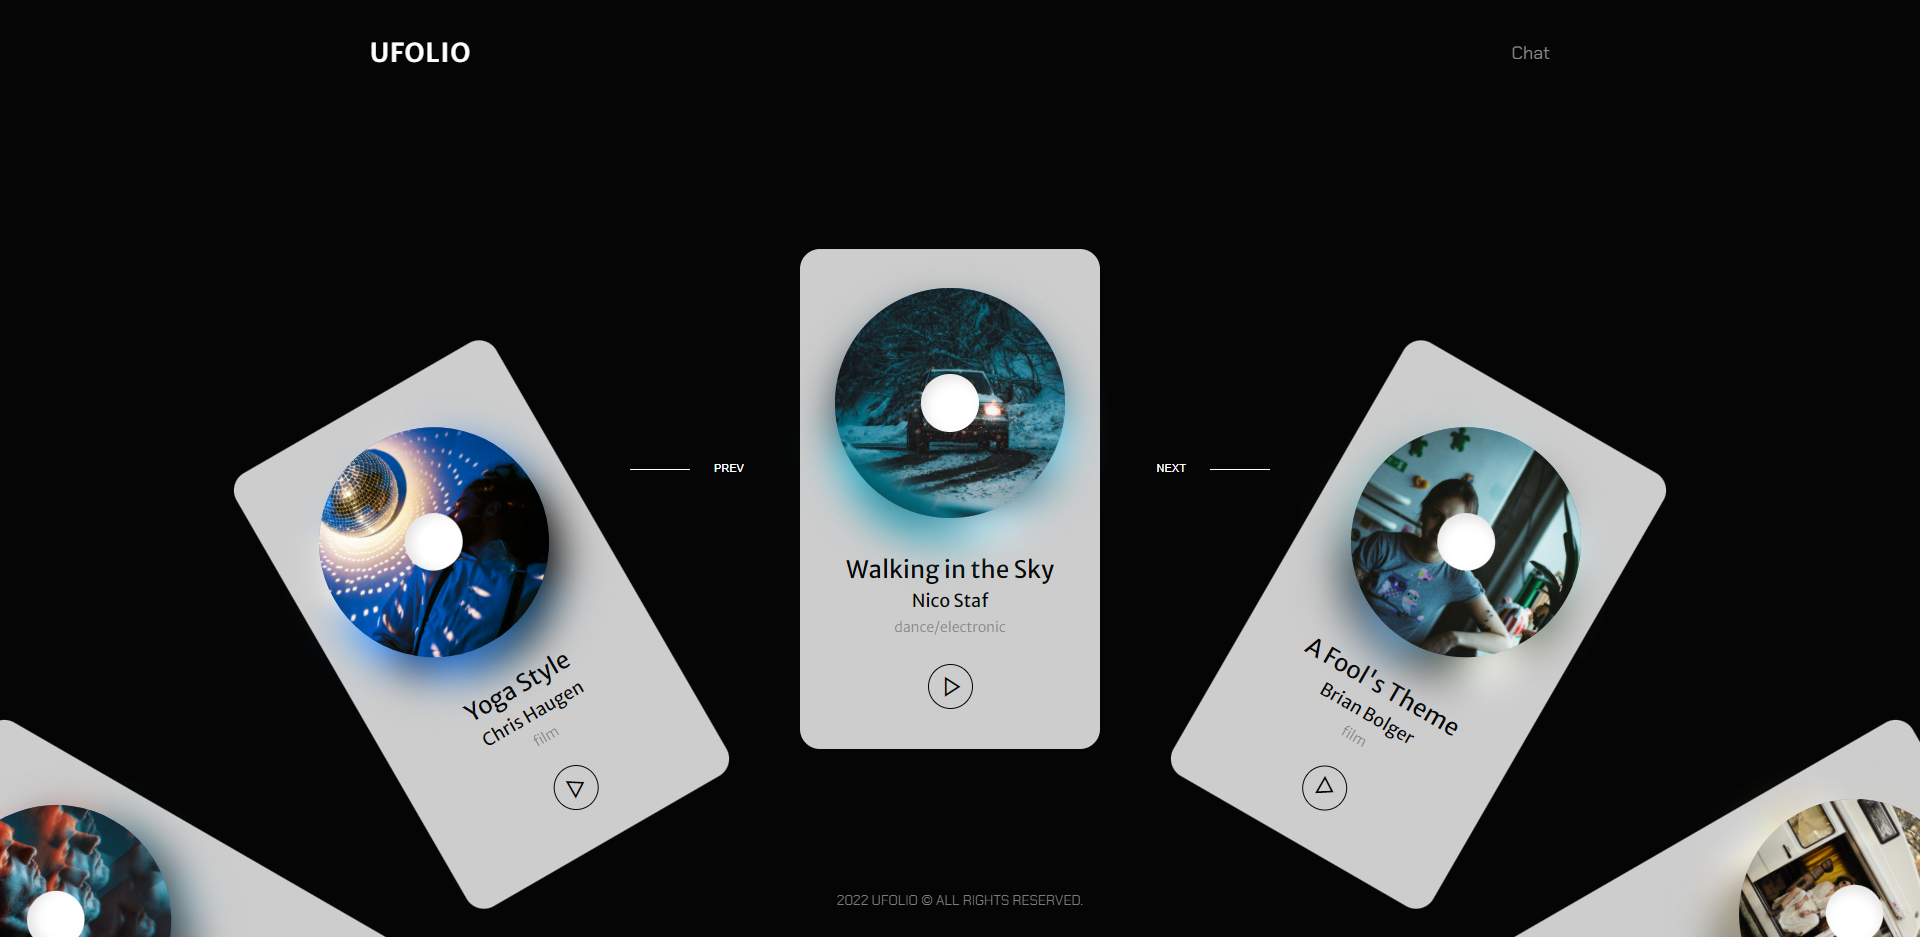 UFOLIO
Chat
PREV
NEXT
Walking in the Sky
Nico Staf
dance/electronic
Yoga Style
Chris Haugen
film
A Fool's Theme
Brian Bolger
film
2022 UFOLIO © ALL RIGHTS RESERVED.